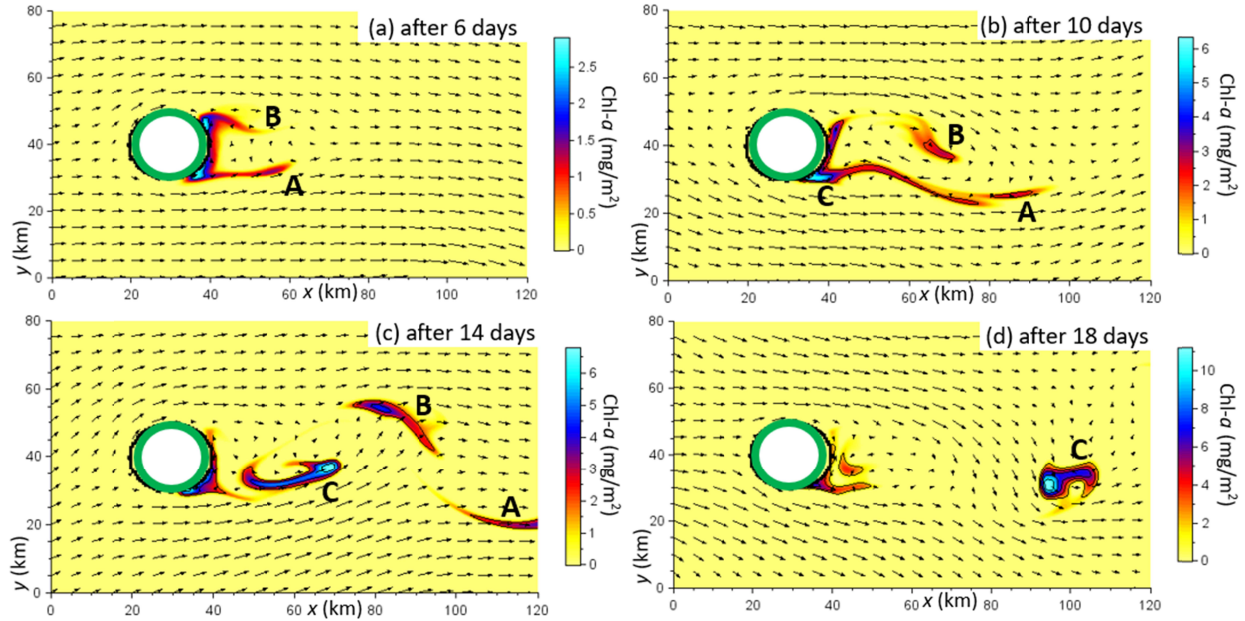 (a) after 6 days
80
60
40
20
0
y (km)
B
A
0 20 40 60 80 100 120
x (km)
2.5
2
1.5
1
0.5
0
Chl-a (mg/m²)
(b) after 10 days
80
60
40
20
0
y (km)
B
C
A
0 20 40 60 80 100 120
x (km)
6
5
4
3
2
1
0
Chl-a (mg/m²)
(c) after 14 days
80
60
40
20
0
y (km)
B
C
A
0 20 40 60 80 100 120
x (km)
6
5
4
3
2
1
0
Chl-a (mg/m²)
(d) after 18 days
80
60
40
20
0
y (km)
C
0 20 40 60 80 100 120
x (km)
10
8
6
4
2
0
Chl-a (mg/m²)